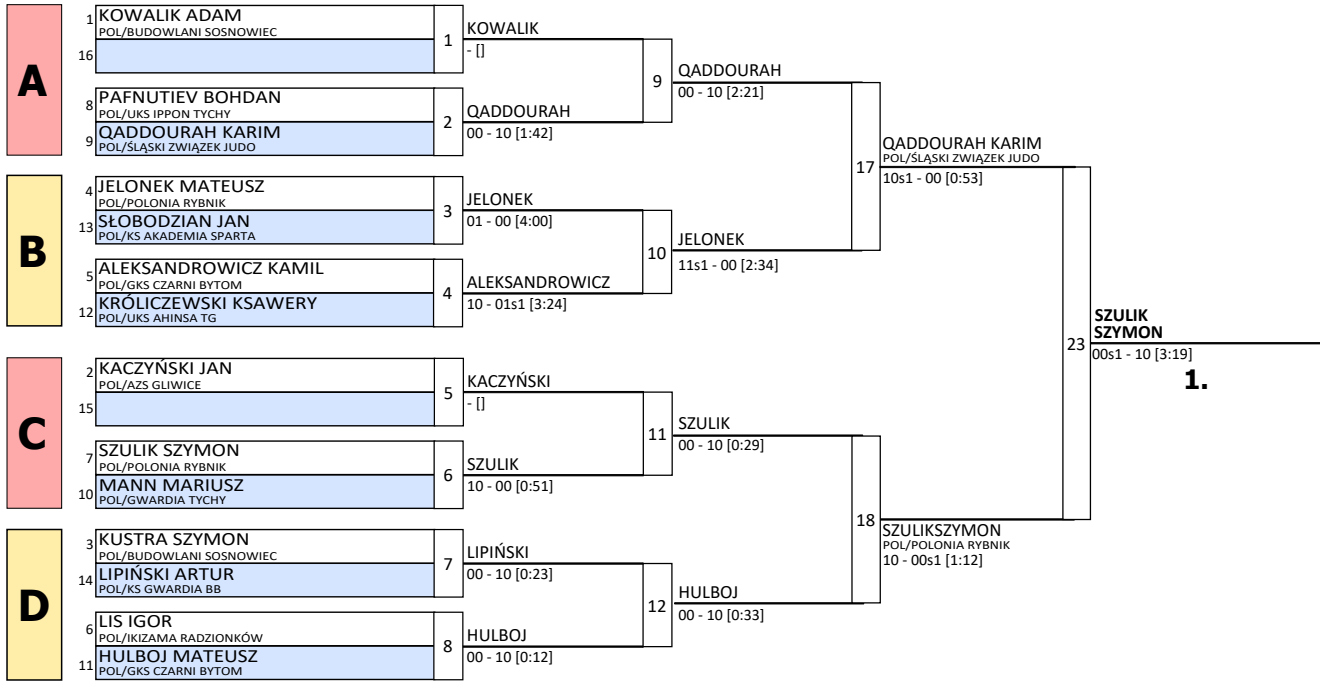 A
1 KOWALIK ADAM
POL/BUDOWLANI SOSNOWIEC
16
1
KOWALIK
- []
8 PAFNUTIEV BOHDAN
POL/UKS IPPON TYCHY
9 QADDOURAH KARIM
POL/ŚLĄSKI ZWIĄZEK JUDO
2
QADDOURAH
00 - 10 [1:42]
9
QADDOURAH
00 - 10 [2:21]
B
4 JELONEK MATEUSZ
POL/POLONIA RYBNIK
13 SŁOBODZIAN JAN
POL/KS AKADEMIA SPARTA
3
JELONEK
01 - 00 [4:00]
5 ALEKSANDROWICZ KAMIL
POL/GKS CZARNI BYTOM
12 KRÓLICZEWSKI KSAWERY
POL/UKS AHINSA TG
4
ALEKSANDROWICZ
10 - 01s1 [3:24]
10
JELONEK
11s1 - 00 [2:34]
17
QADDOURAH KARIM
POL/ŚLĄSKI ZWIĄZEK JUDO
10s1 - 00 [0:53]
C
2 KACZYŃSKI JAN
POL/AZS GLIWICE
15
5
KACZYŃSKI
- []
7 SZULIK SZYMON
POL/POLONIA RYBNIK
10 MANN MARIUSZ
POL/GWARDIA TYCHY
6
SZULIK
10 - 00 [0:51]
11
SZULIK
00 - 10 [0:29]
D
3 KUSTRA SZYMON
POL/BUDOWLANI SOSNOWIEC
14 LIPIŃSKI ARTUR
POL/KS GWARDIA BB
7
LIPIŃSKI
00 - 10 [0:23]
6 LIS IGOR
POL/IKIZAMA RADZIONKÓW
11 HULBOJ MATEUSZ
POL/GKS CZARNI BYTOM
8
HULBOJ
00 - 10 [0:12]
12
HULBOJ
00 - 10 [0:33]
18
SZULIKSZYMON
POL/POLONIA RYBNIK
10 - 00s1 [1:12]
23
SZULIK
SZYMON
00s1 - 10 [3:19]
1.